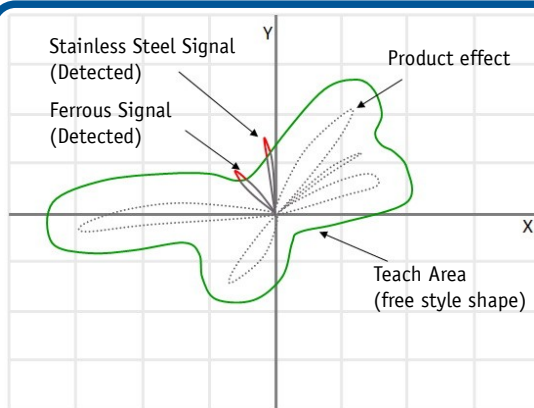 Y
Stainless Steel Signal
(Detected)
Product effect
Ferrous Signal
(Detected)
X
Teach Area
(free style shape)